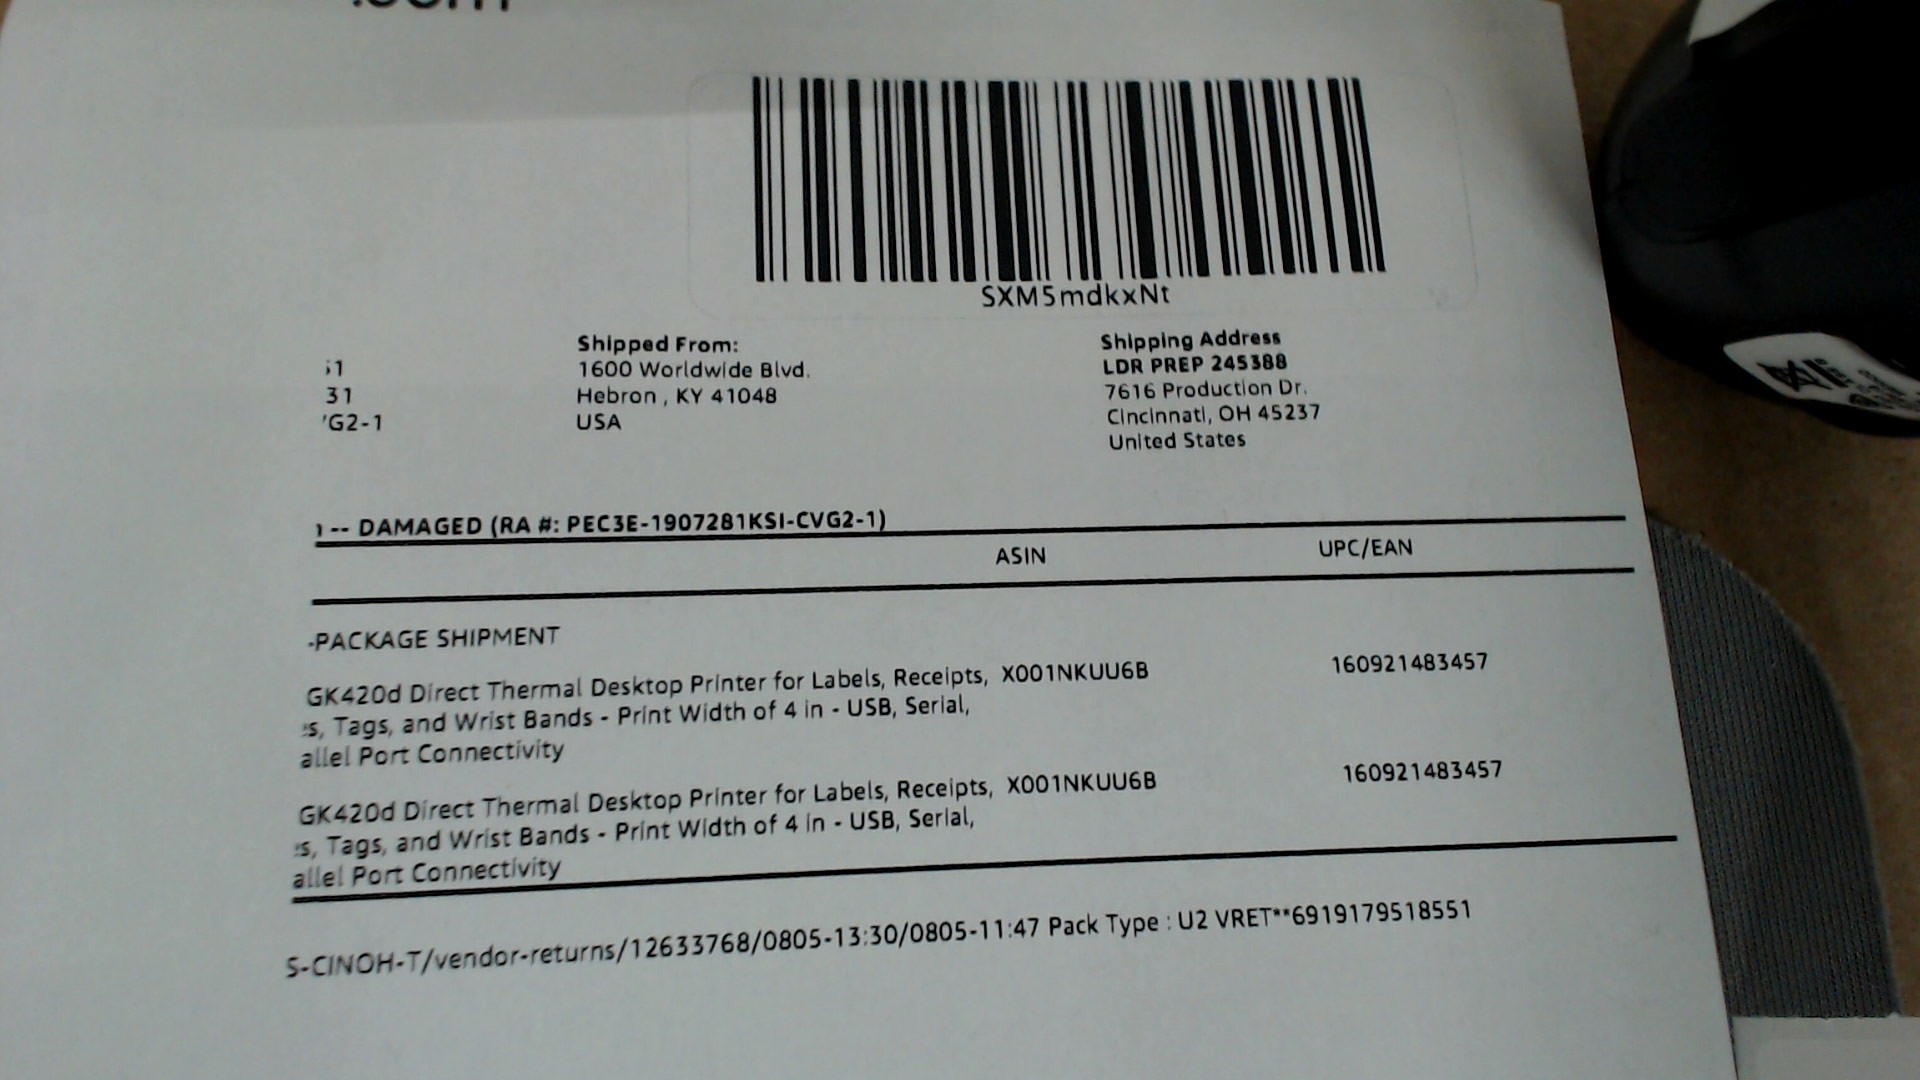 .com
SXM5mdkxNt
Shipped From:
1600 Worldwide Blvd.
Hebron , KY 41048
USA
Shipping Address
LDR PREP 245388
7616 Production Dr.
Cincinnati, OH 45237
United States
1
31
G2-1
-- DAMAGED (RA #: PEC3E-1907281KSI-CVG2-1)
ASIN UPC/EAN
-PACKAGE SHIPMENT
GK420d Direct Thermal Desktop Printer for Labels, Receipts, X001NKUU6B 160921483457
s, Tags, and Wrist Bands - Print Width of 4 in - USB, Serial,
allel Port Connectivity
GK420d Direct Thermal Desktop Printer for Labels, Receipts, X001NKUU6B 160921483457
s, Tags, and Wrist Bands - Print Width of 4 in - USB, Serial,
allel Port Connectivity
S-CINOH-T/vendor-returns/12633768/0805-13:30/0805-11:47 Pack Type : U2 VRET**6919179518551